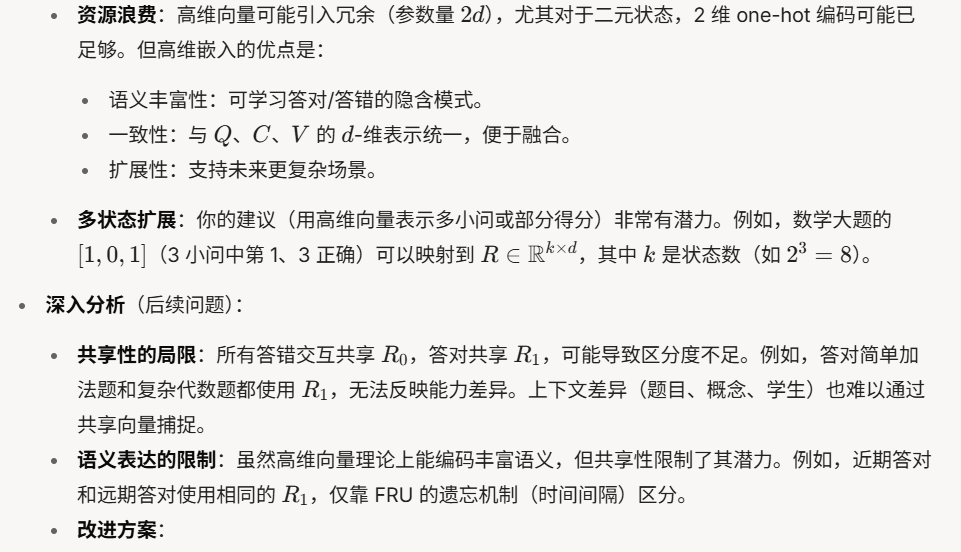 • 资源浪费：高维向量可能引入冗余（参数量 2d），尤其对于二元状态，2 维 one-hot 编码可能已
足够。但高维嵌入的优点是：
• 语义丰富性：可学习答对/答错的隐含模式。
• 一致性：与 Q、C、V 的 d-维表示统一，便于融合。
• 扩展性：支持未来更复杂场景。
• 多状态扩展：你的建议（用高维向量表示多小问或部分得分）非常有潜力。例如，数学大题的
[1, 0, 1]（3 小问中第 1、3 正确）可以映射到 R ∈ ℝ^{k×d}，其中 k 是状态数（如 2³ = 8）。
• 深入分析（后续问题）：
• 共享性的局限：所有答错交互共享 R₀，答对共享 R₁，可能导致区分度不足。例如，答对简单加
法题和复杂代数题都使用 R₁，无法反映能力差异。上下文差异（题目、概念、学生）也难以通过
共享向量捕捉。
• 语义表达的限制：虽然高维向量理论上能编码丰富语义，但共享性限制了其潜力。例如，近期答对
和远期答对使用相同的 R₁，仅靠 FRU 的遗忘机制（时间间隔）区分。
• 改进方案：